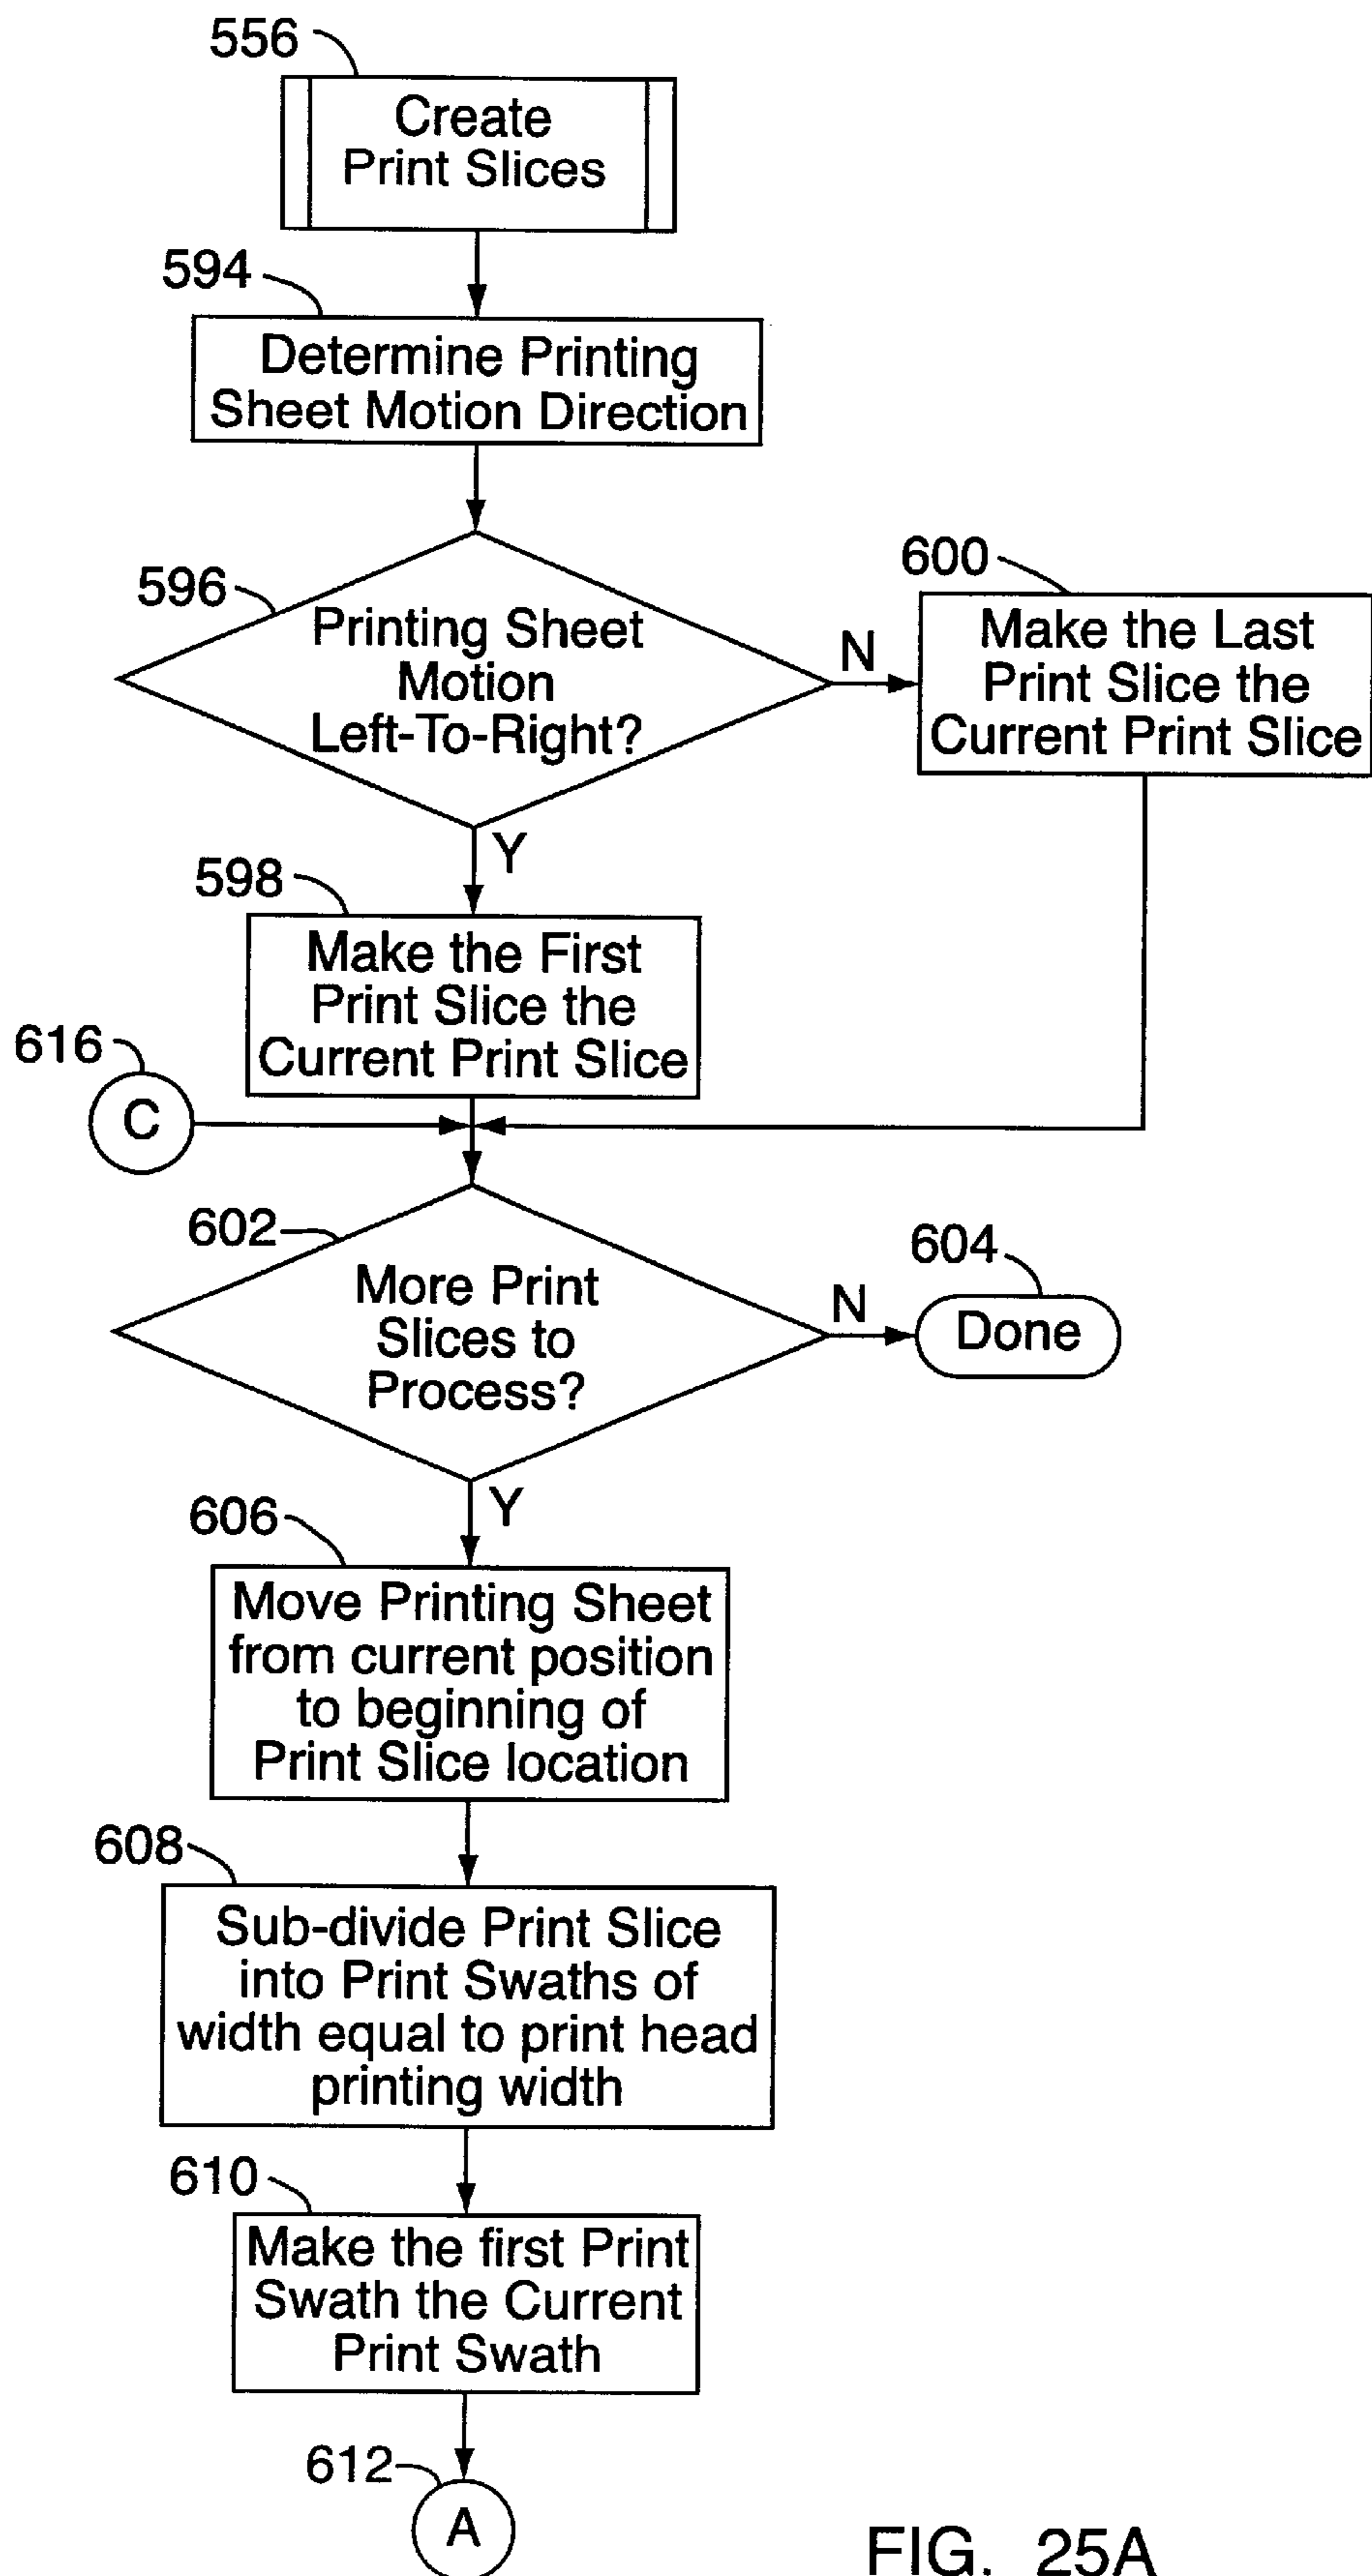 556
Create
Print Slices
594
Determine Printing
Sheet Motion Direction
596
Printing Sheet
Motion
Left-To-Right?
N
600
Make the Last
Print Slice the
Current Print Slice
Y
598
Make the First
Print Slice the
Current Print Slice
616
C
602
More Print
Slices to
Process?
N
604
Done
Y
606
Move Printing Sheet
from current position
to beginning of
Print Slice location
608
Sub-divide Print Slice
into Print Swaths of
width equal to print head
printing width
610
Make the first Print
Swath the Current
Print Swath
612
A
FIG. 25A